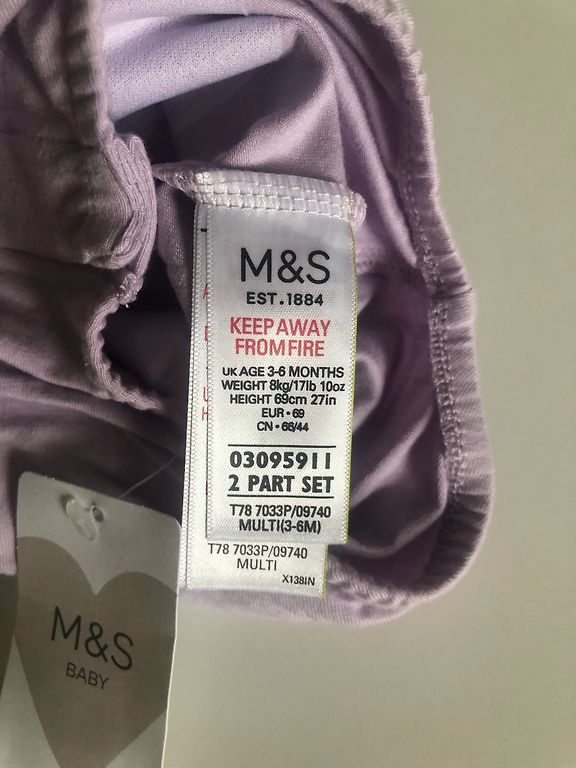 M&S
EST.1884
KEEP AWAY
FROM FIRE
UK AGE 3-6 MONTHS
WEIGHT 8kg/17lb 10oz
HEIGHT 69cm 27in
EUR•69
CN•66/44
03095911
2 PART SET
T78 7033P/09740
MULTI(3-6M)
T78 7033P/09740
MULTI
X138IN
M&S
BABY